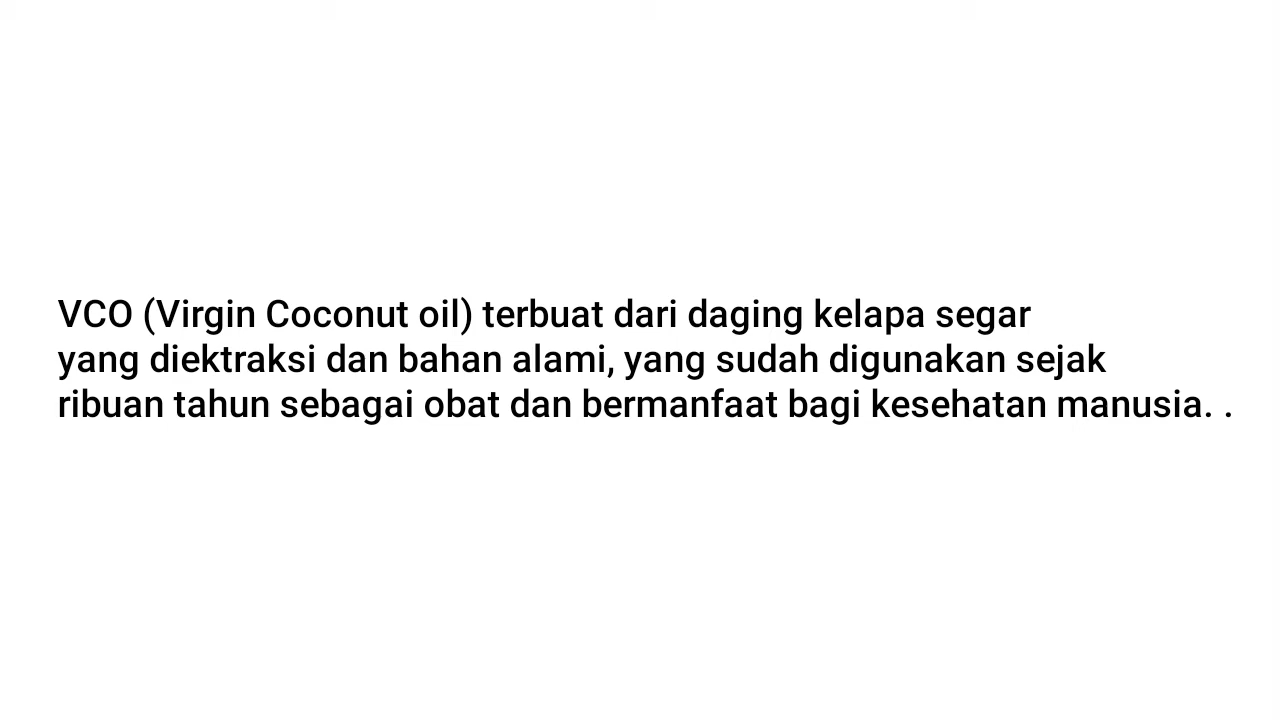 VCO (Virgin Coconut oil) terbuat dari daging kelapa segar
yang diektraksi dan bahan alami, yang sudah digunakan sejak
ribuan tahun sebagai obat dan bermanfaat bagi kesehatan manusia. .